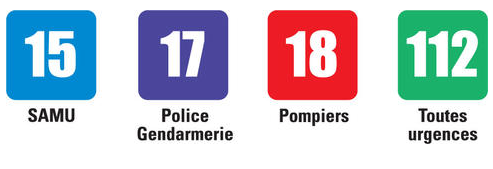 15
SAMU
17
Police
Gendarmerie
18
Pompiers
112
Toutes
urgences